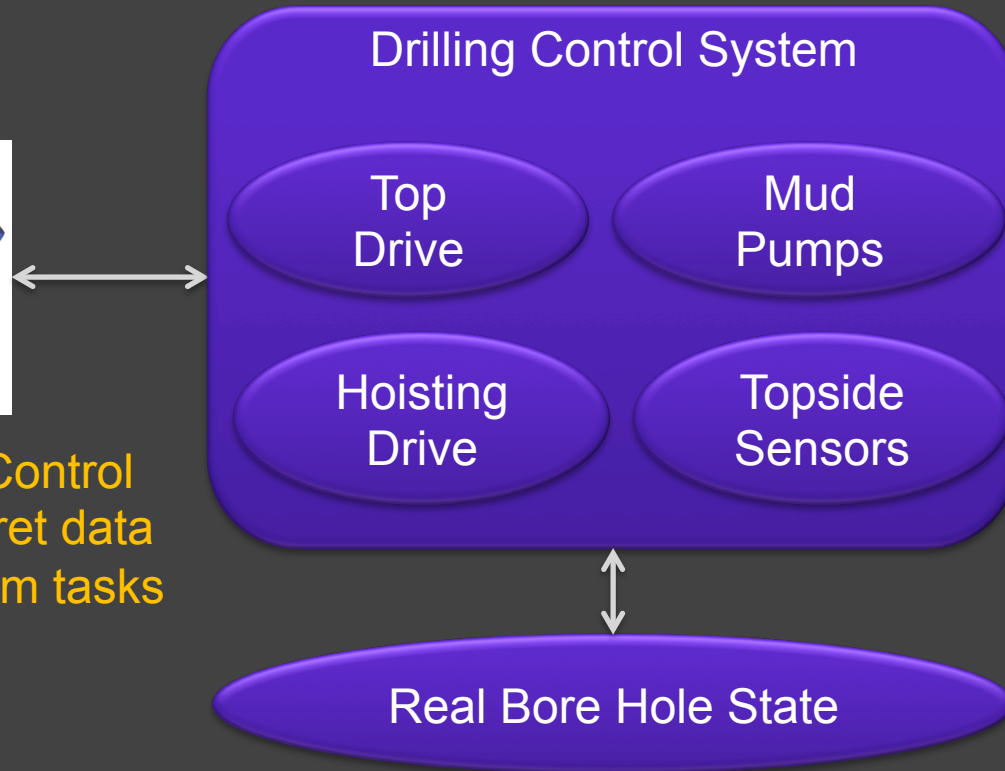 Drilling Control System
Top
Drive
Mud
Pumps
Hoisting
Drive
Topside
Sensors
Control
ret data
m tasks
Real Bore Hole State